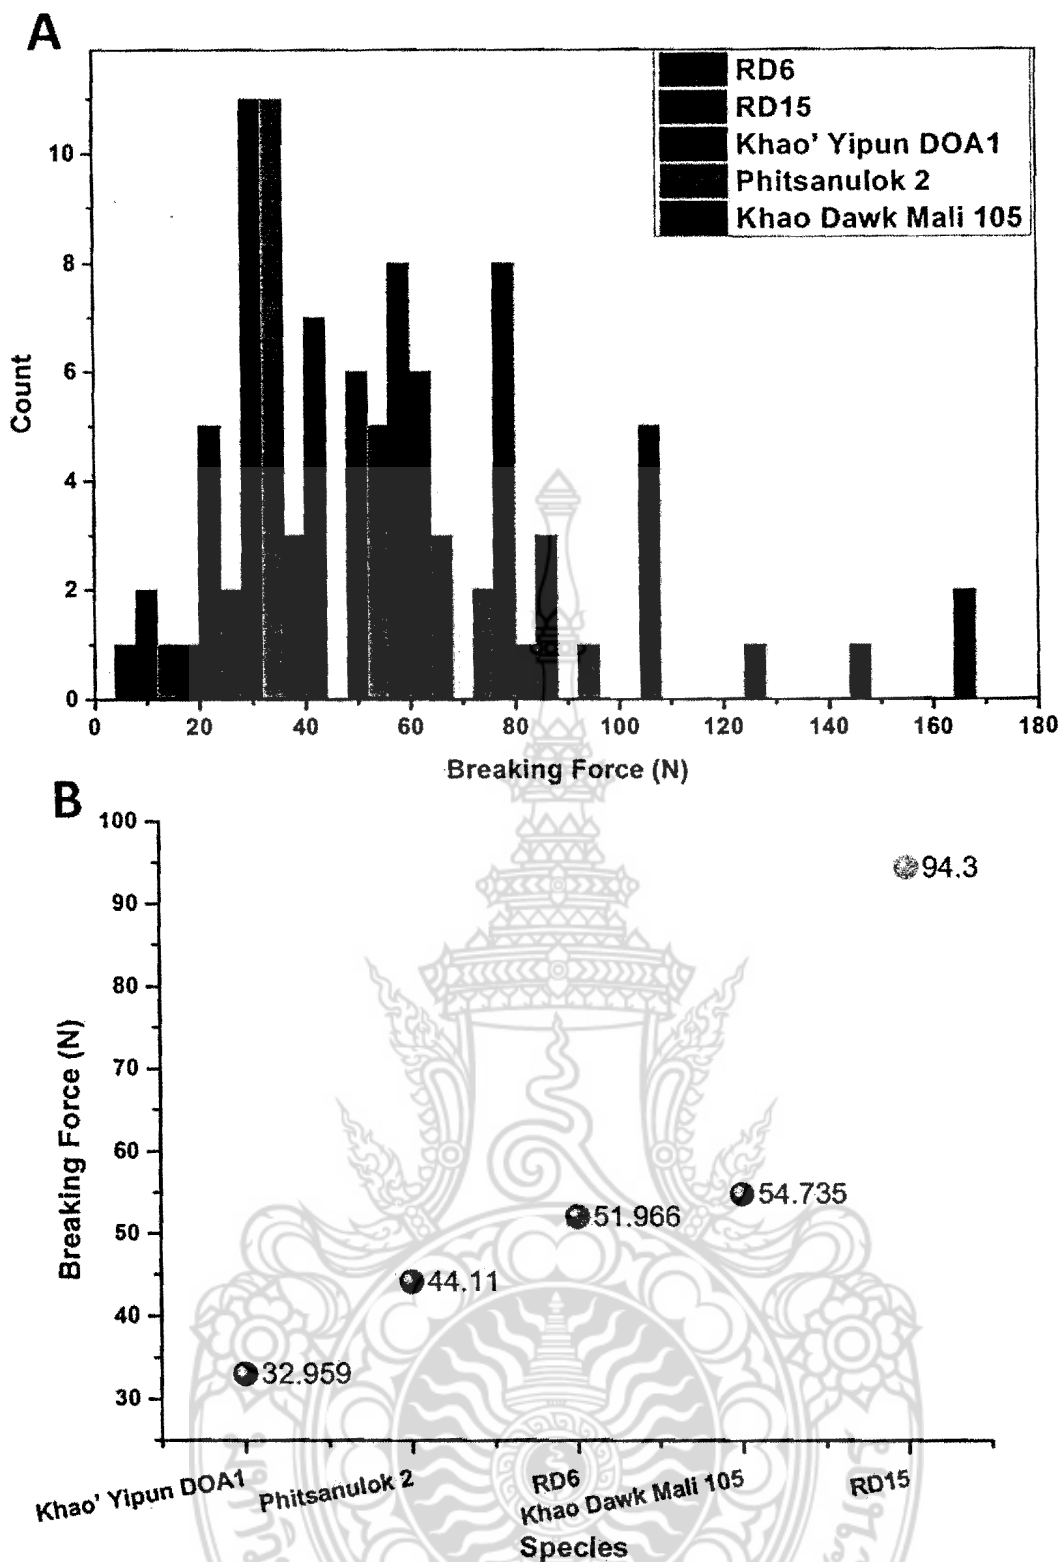 A
RD6
RD15
Khao' Yipun DOA1
Phitsanulok 2
Khao Dawk Mali 105
10
8
6
4
2
0
Count
0 20 40 60 80 100 120 140 160 180
Breaking Force (N)
B
100
90
80
70
60
50
40
30
Breaking Force (N)
94.3
54.735
51.966
44.11
32.959
Khao' Yipun DOA1
Phitsanulok 2
RD6
Khao Dawk Mali 105
RD15
Species